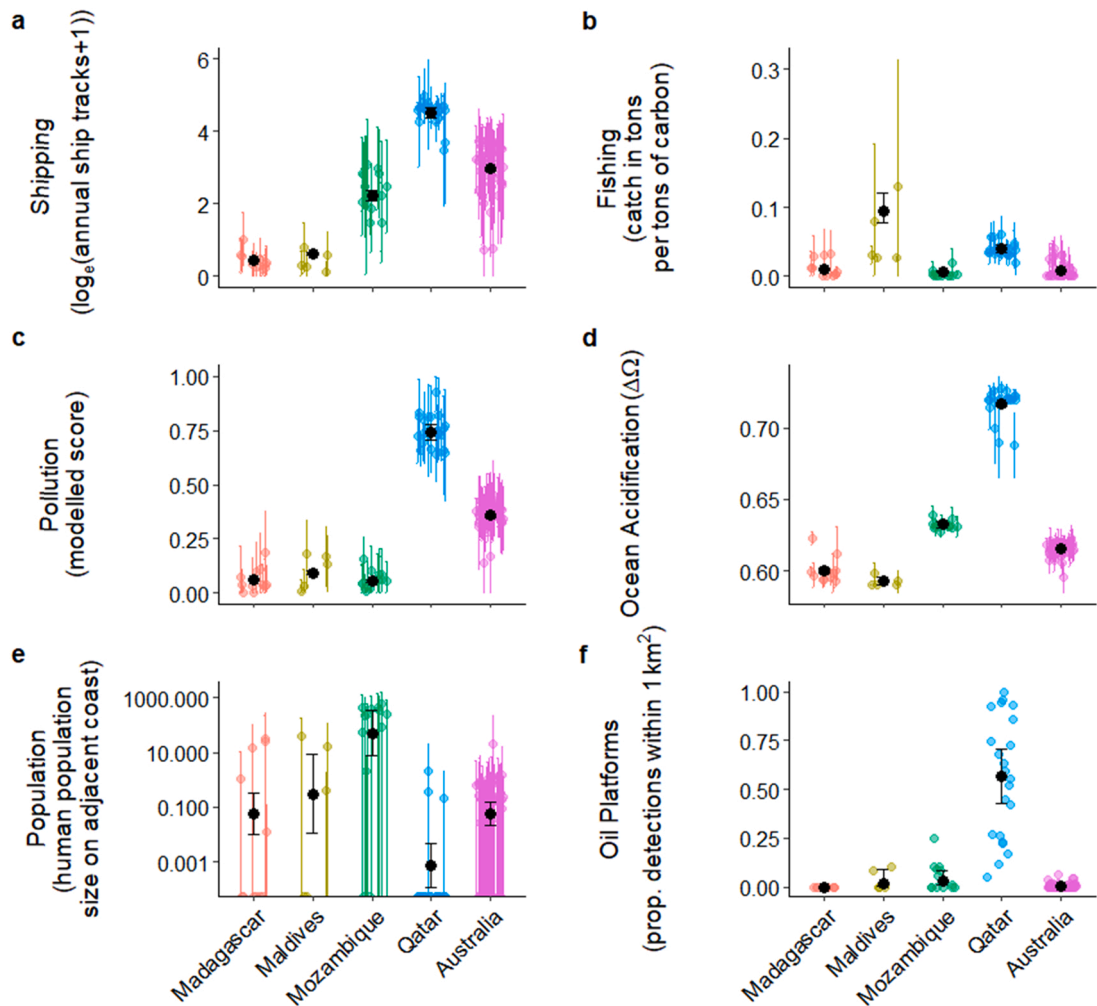 a
Shipping
(logₑ(annual ship tracks+1))
6
4
2
0
b
Fishing
(catch in tons
per tons of carbon)
0.3
0.2
0.1
0.0
c
Pollution
(modelled score)
1.00
0.75
0.50
0.25
0.00
d
Ocean Acidification (ΔΩ)
0.70
0.65
0.60
e
Population
(human population
size on adjacent coast)
1000.000
10.000
0.100
0.001
Madagascar
Maldives
Mozambique
Qatar
Australia
f
Oil Platforms
(prop. detections within 1 km²)
1.00
0.75
0.50
0.25
0.00
Madagascar
Maldives
Mozambique
Qatar
Australia